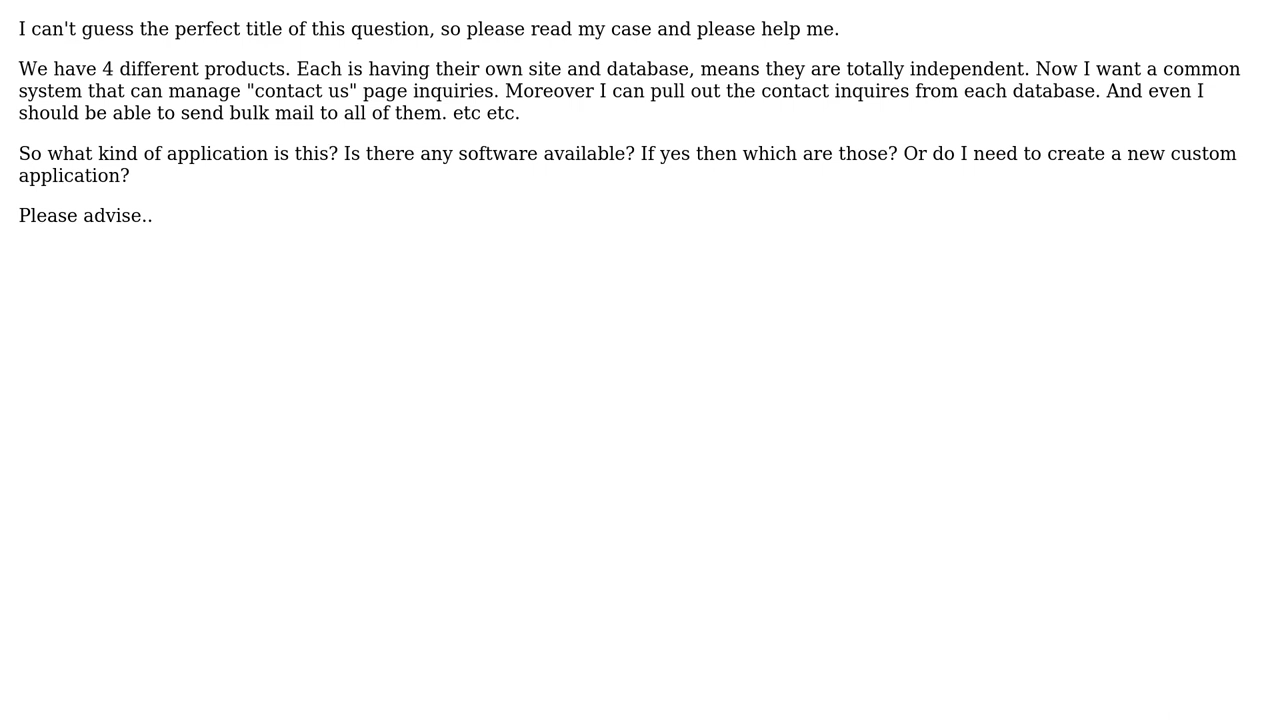 I can't guess the perfect title of this question, so please read my case and please help me.
We have 4 different products. Each is having their own site and database, means they are totally independent. Now I want a common
system that can manage "contact us" page inquiries. Moreover I can pull out the contact inquires from each database. And even I
should be able to send bulk mail to all of them. etc etc.
So what kind of application is this? Is there any software available? If yes then which are those? Or do I need to create a new custom
application?
Please advise..